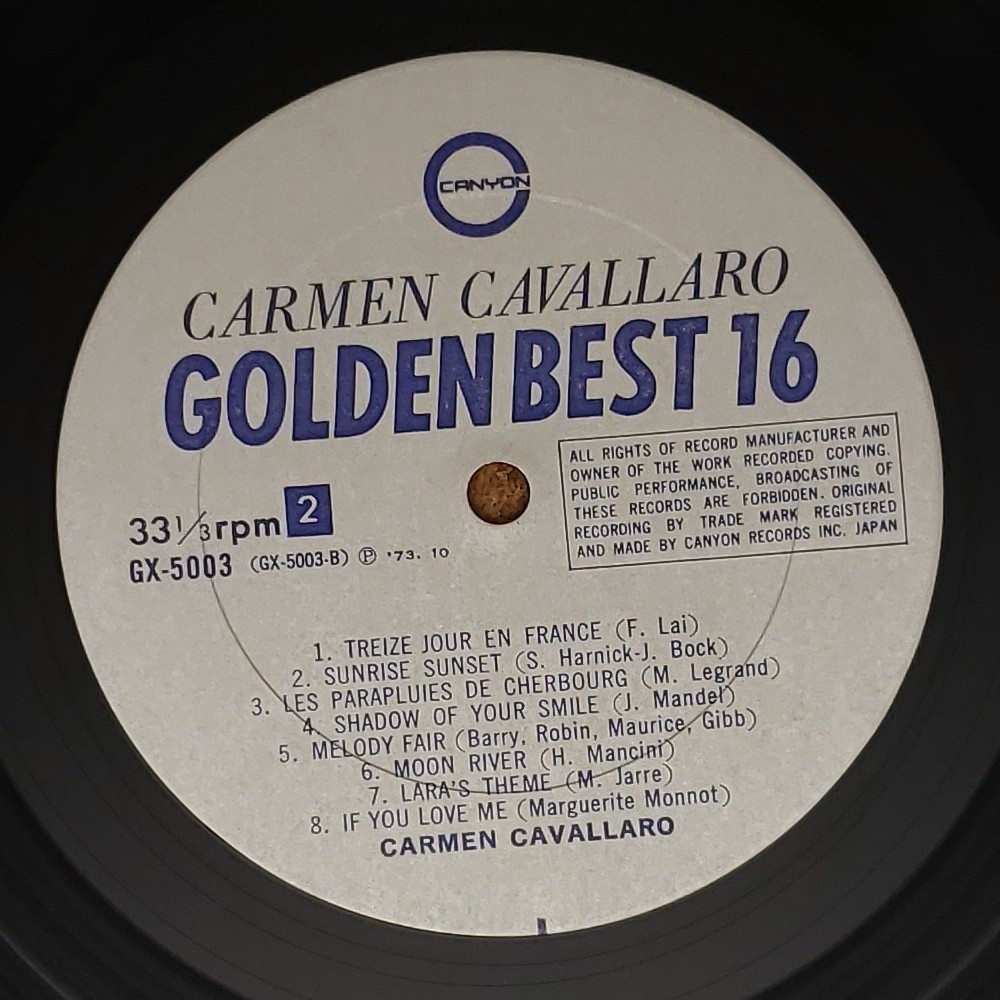 CANYON
CARMEN CAVALLARO
GOLDEN BEST 16
ALL RIGHTS OF RECORD MANUFACTURER AND
OWNER OF THE WORK RECORDED COPYING.
PUBLIC PERFORMANCE, BROADCASTING OF
THESE RECORDS ARE FORBIDDEN. ORIGINAL
RECORDING BY TRADE MARK REGISTERED
AND MADE BY CANYON RECORDS INC. JAPAN
33⅓rpm 2
GX-5003 (GX-5003-B) Ⓟ '73. 10
1. TREIZE JOUR EN FRANCE (F. Lai)
2. SUNRISE SUNSET (S. Harnick-J. Bock)
3. LES PARAPLUIES DE CHERBOURG (M. Legrand)
4. SHADOW OF YOUR SMILE (J. Mandel)
5. MELODY FAIR (Barry, Robin, Maurice, Gibb)
6. MOON RIVER (H. Mancini)
7. LARA'S THEME (M. Jarre)
8. IF YOU LOVE ME (Marguerite Monnot)
CARMEN CAVALLARO